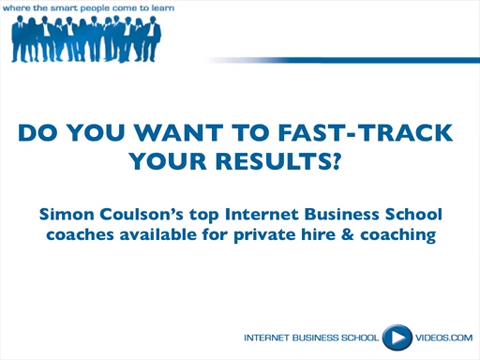 where the smart people come to learn
DO YOU WANT TO FAST-TRACK
YOUR RESULTS?
Simon Coulson's top Internet Business School
coaches available for private hire & coaching
INTERNET BUSINESS SCHOOL VIDEOS.COM